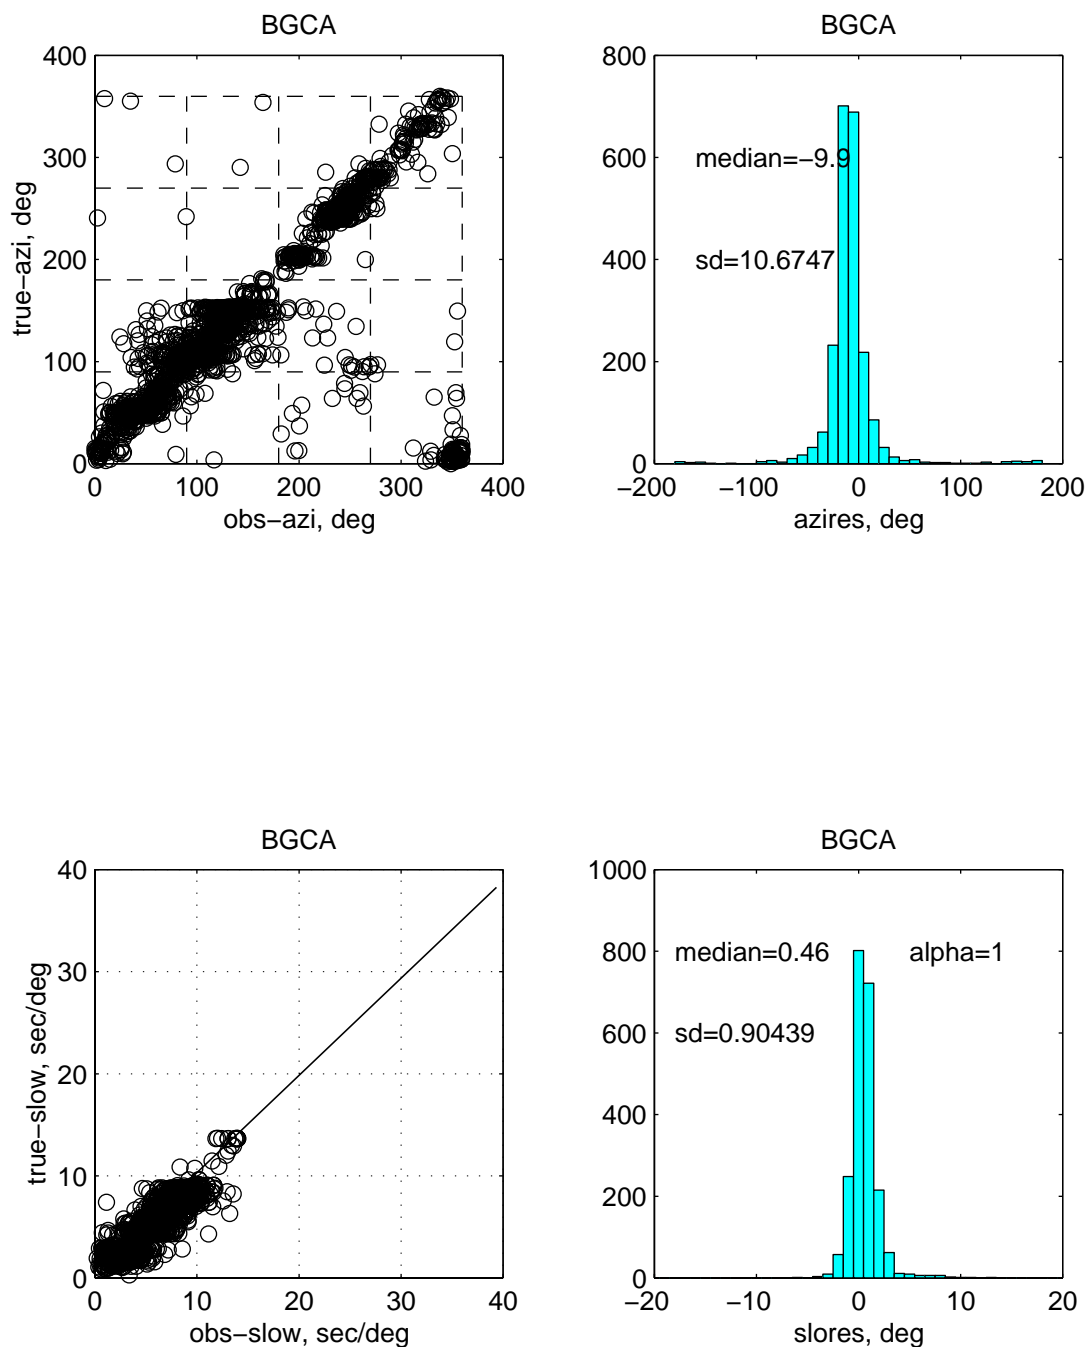 BGCA
400
300
200
100
0
true−azi, deg
0 100 200 300 400
obs−azi, deg
BGCA
800
600
400
200
0
median=−9.9
sd=10.6747
−200 −100 0 100 200
azires, deg
BGCA
40
30
20
10
0
true−slow, sec/deg
0 10 20 30 40
obs−slow, sec/deg
BGCA
1000
800
600
400
200
0
median=0.46 alpha=1
sd=0.90439
−20 −10 0 10 20
slores, deg